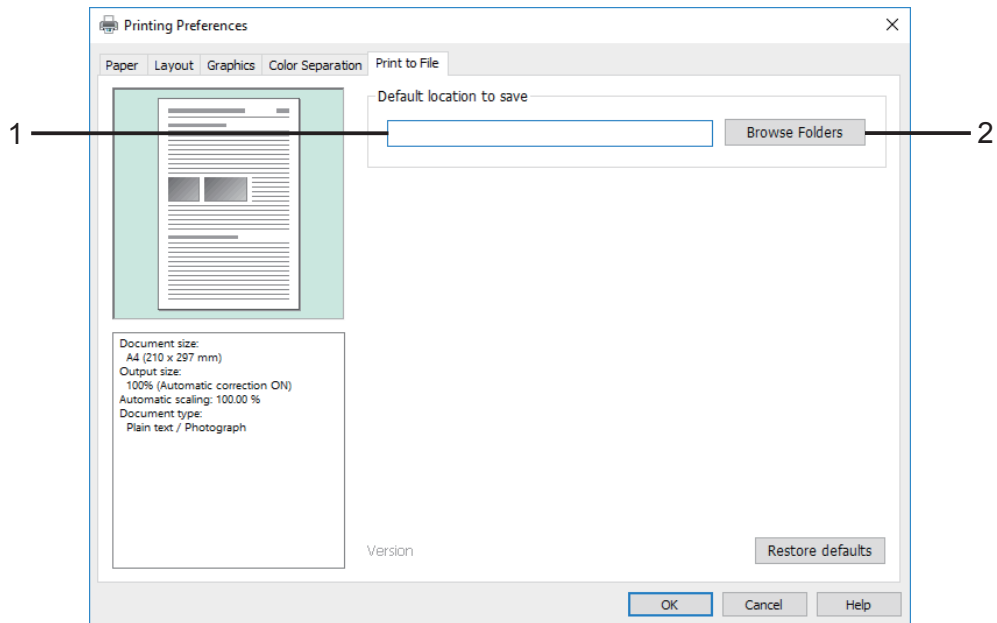 Printing Preferences
Paper Layout Graphics Color Separation Print to File
Default location to save
1
Browse Folders
2
Document size:
A4 (210 x 297 mm)
Output size:
100% (Automatic correction ON)
Automatic scaling: 100.00 %
Document type:
Plain text / Photograph
Version
Restore defaults
OK Cancel Help